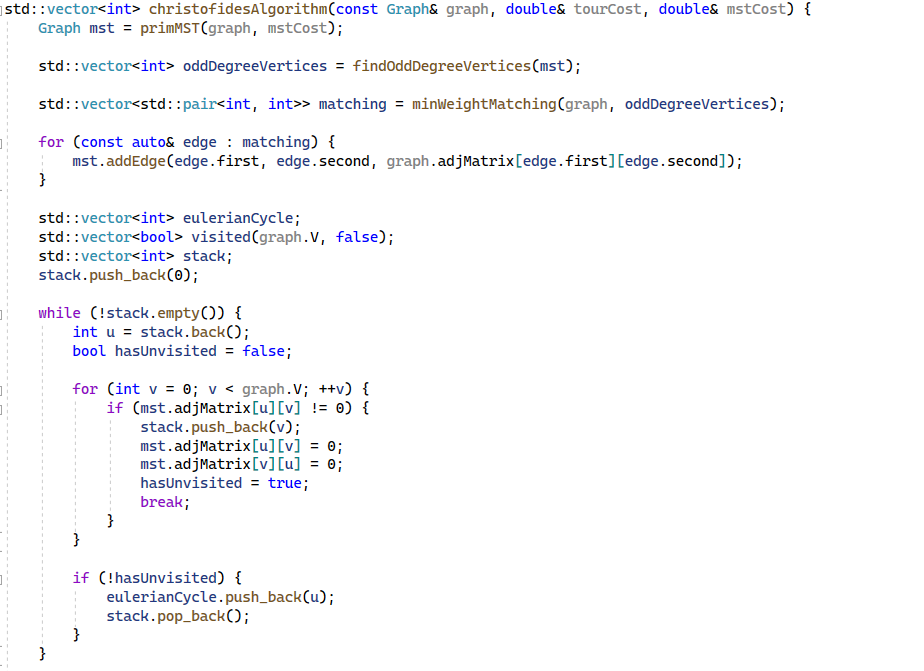 std::vector<int> christofidesAlgorithm(const Graph& graph, double& tourCost, double& mstCost) {
    Graph mst = primMST(graph, mstCost);

    std::vector<int> oddDegreeVertices = findOddDegreeVertices(mst);

    std::vector<std::pair<int, int>> matching = minWeightMatching(graph, oddDegreeVertices);

    for (const auto& edge : matching) {
        mst.addEdge(edge.first, edge.second, graph.adjMatrix[edge.first][edge.second]);
    }

    std::vector<int> eulerianCycle;
    std::vector<bool> visited(graph.V, false);
    std::vector<int> stack;
    stack.push_back(0);

    while (!stack.empty()) {
        int u = stack.back();
        bool hasUnvisited = false;

        for (int v = 0; v < graph.V; ++v) {
            if (mst.adjMatrix[u][v] != 0) {
                stack.push_back(v);
                mst.adjMatrix[u][v] = 0;
                mst.adjMatrix[v][u] = 0;
                hasUnvisited = true;
                break;
            }
        }

        if (!hasUnvisited) {
            eulerianCycle.push_back(u);
            stack.pop_back();
        }
    }